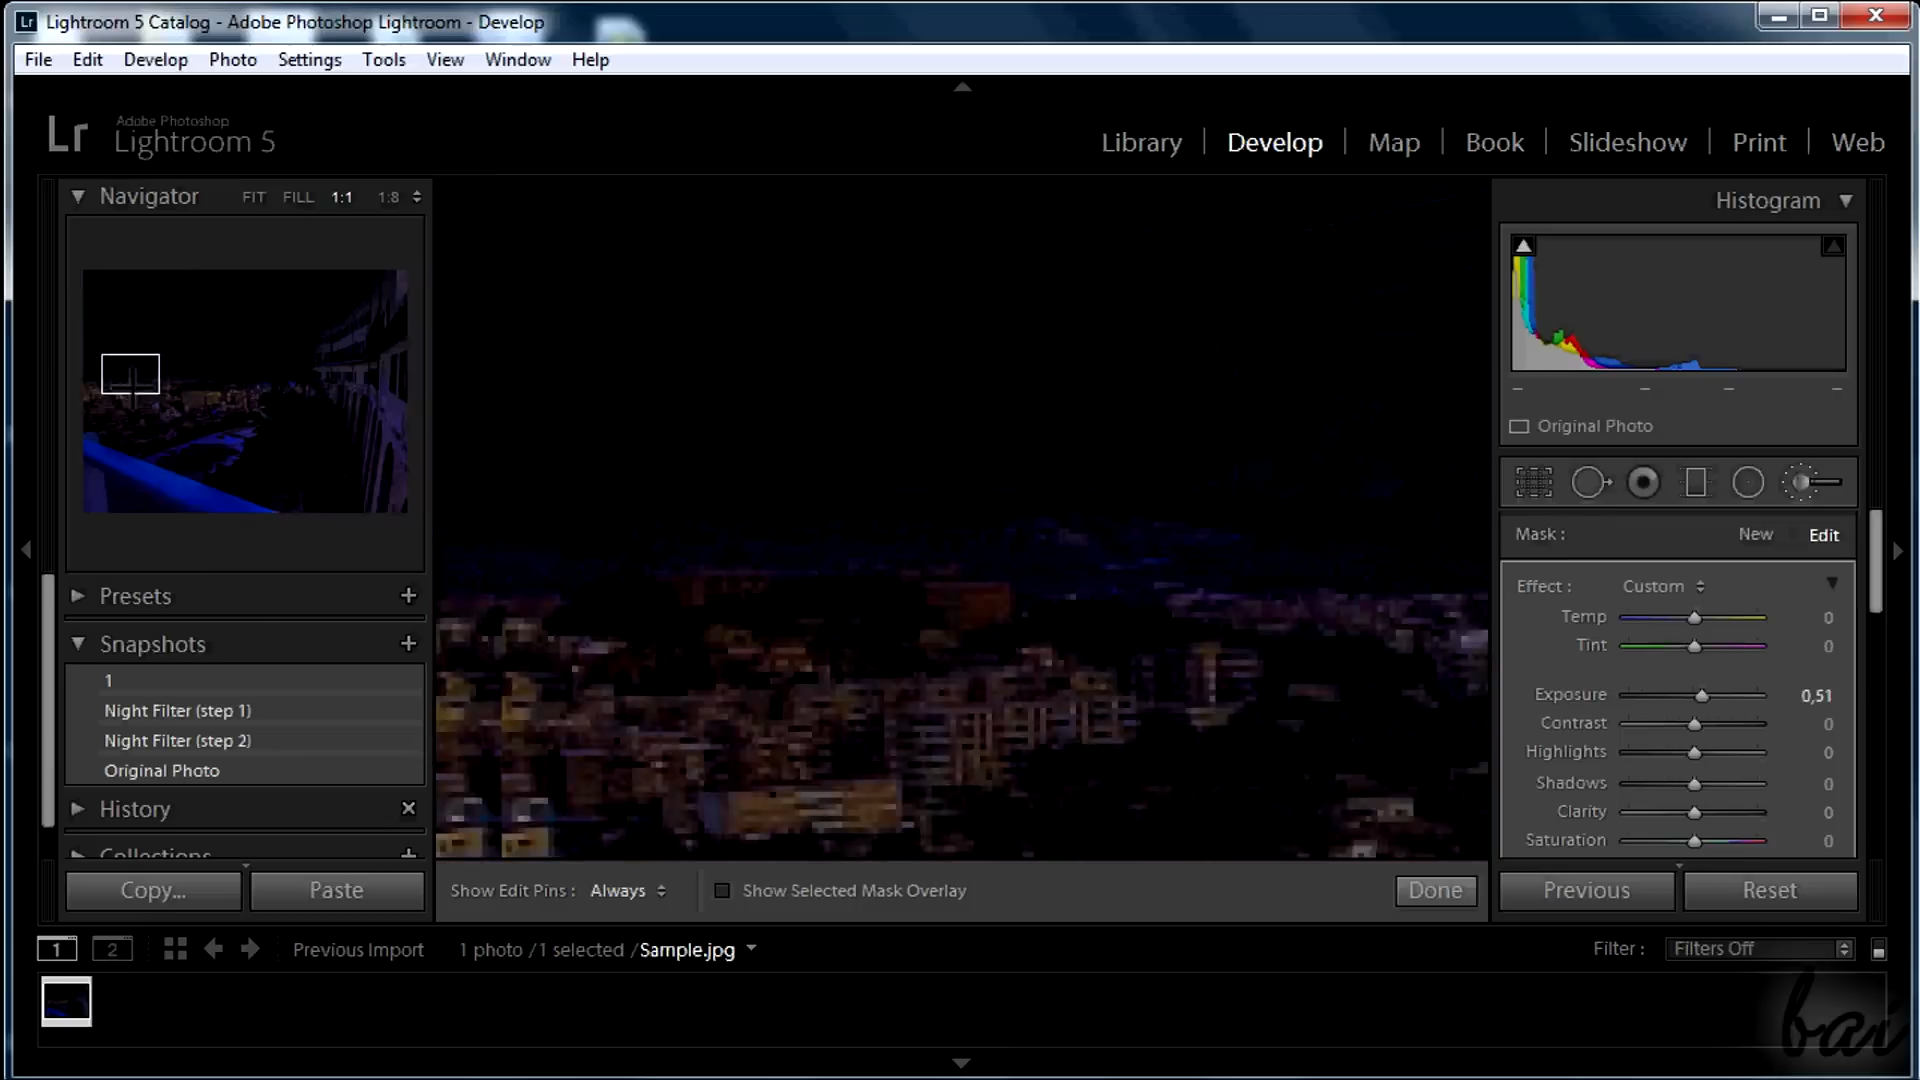 Lr Lightroom 5 Catalog - Adobe Photoshop Lightroom - Develop
File Edit Develop Photo Settings Tools View Window Help
Lr Adobe Photoshop
Lightroom 5
Library | Develop | Map | Book | Slideshow | Print | Web
Navigator FIT FILL 1:1 1:8
Histogram
Original Photo
Mask : New Edit
Effect : Custom
Temp 0
Tint 0
Exposure 0,51
Contrast 0
Highlights 0
Shadows 0
Clarity 0
Saturation 0
Presets
Snapshots
1
Night Filter (step 1)
Night Filter (step 2)
Original Photo
History
Collections
Copy... Paste
Show Edit Pins : Always Show Selected Mask Overlay Done
Previous Reset
1 2 Previous Import 1 photo / 1 selected / Sample.jpg Filter : Filters Off
bai